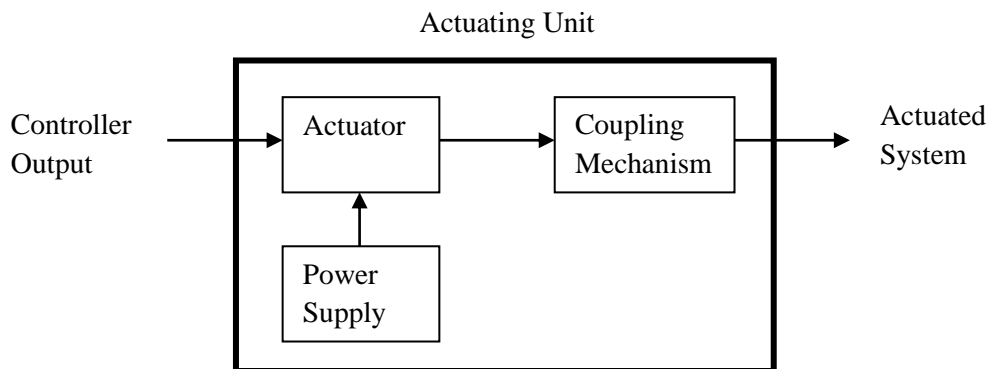 Actuating Unit
Controller
Output
Actuator
Coupling
Mechanism
Actuated
System
Power
Supply